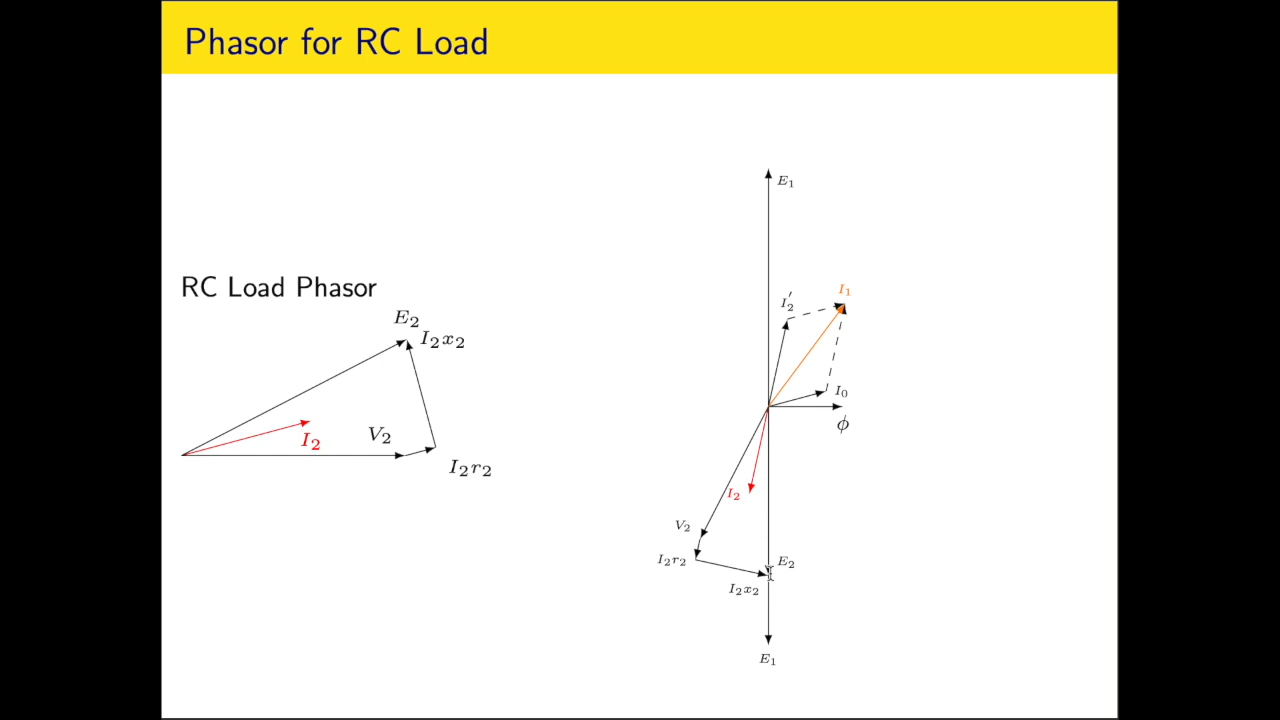 Phasor for RC Load
RC Load Phasor
E₂
I₂x₂
I₂
V₂
I₂r₂
E₁
I₂′
I₁
I₀
ϕ
I₂
V₂
I₂r₂
E₂
I₂x₂
E₁